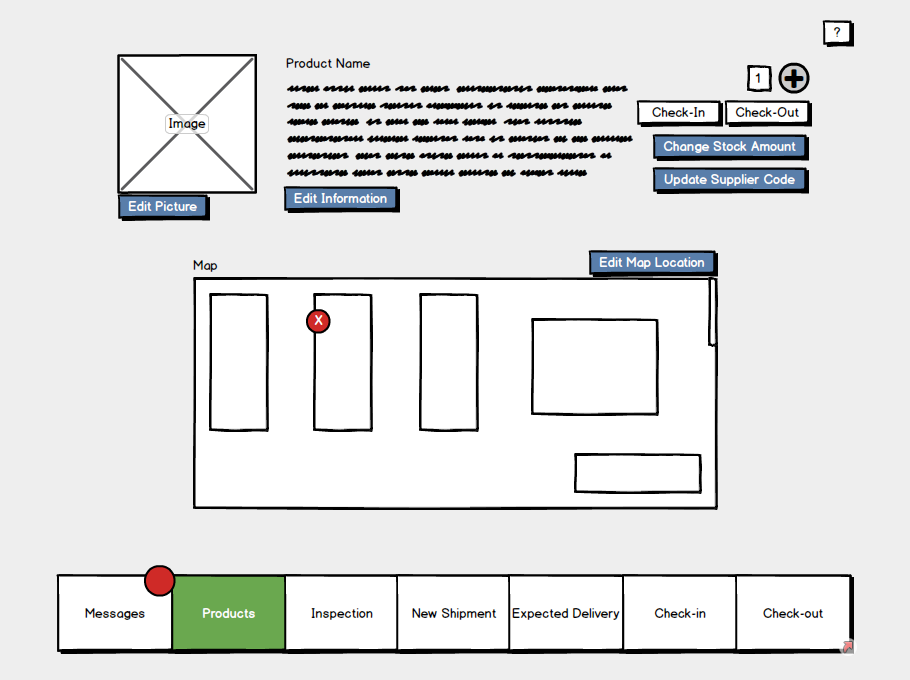 ?
Product Name
1
Image
Check-In
Check-Out
Change Stock Amount
Update Supplier Code
Edit Picture
Edit Information
Map
Edit Map Location
X
Messages
Products
Inspection
New Shipment
Expected Delivery
Check-in
Check-out